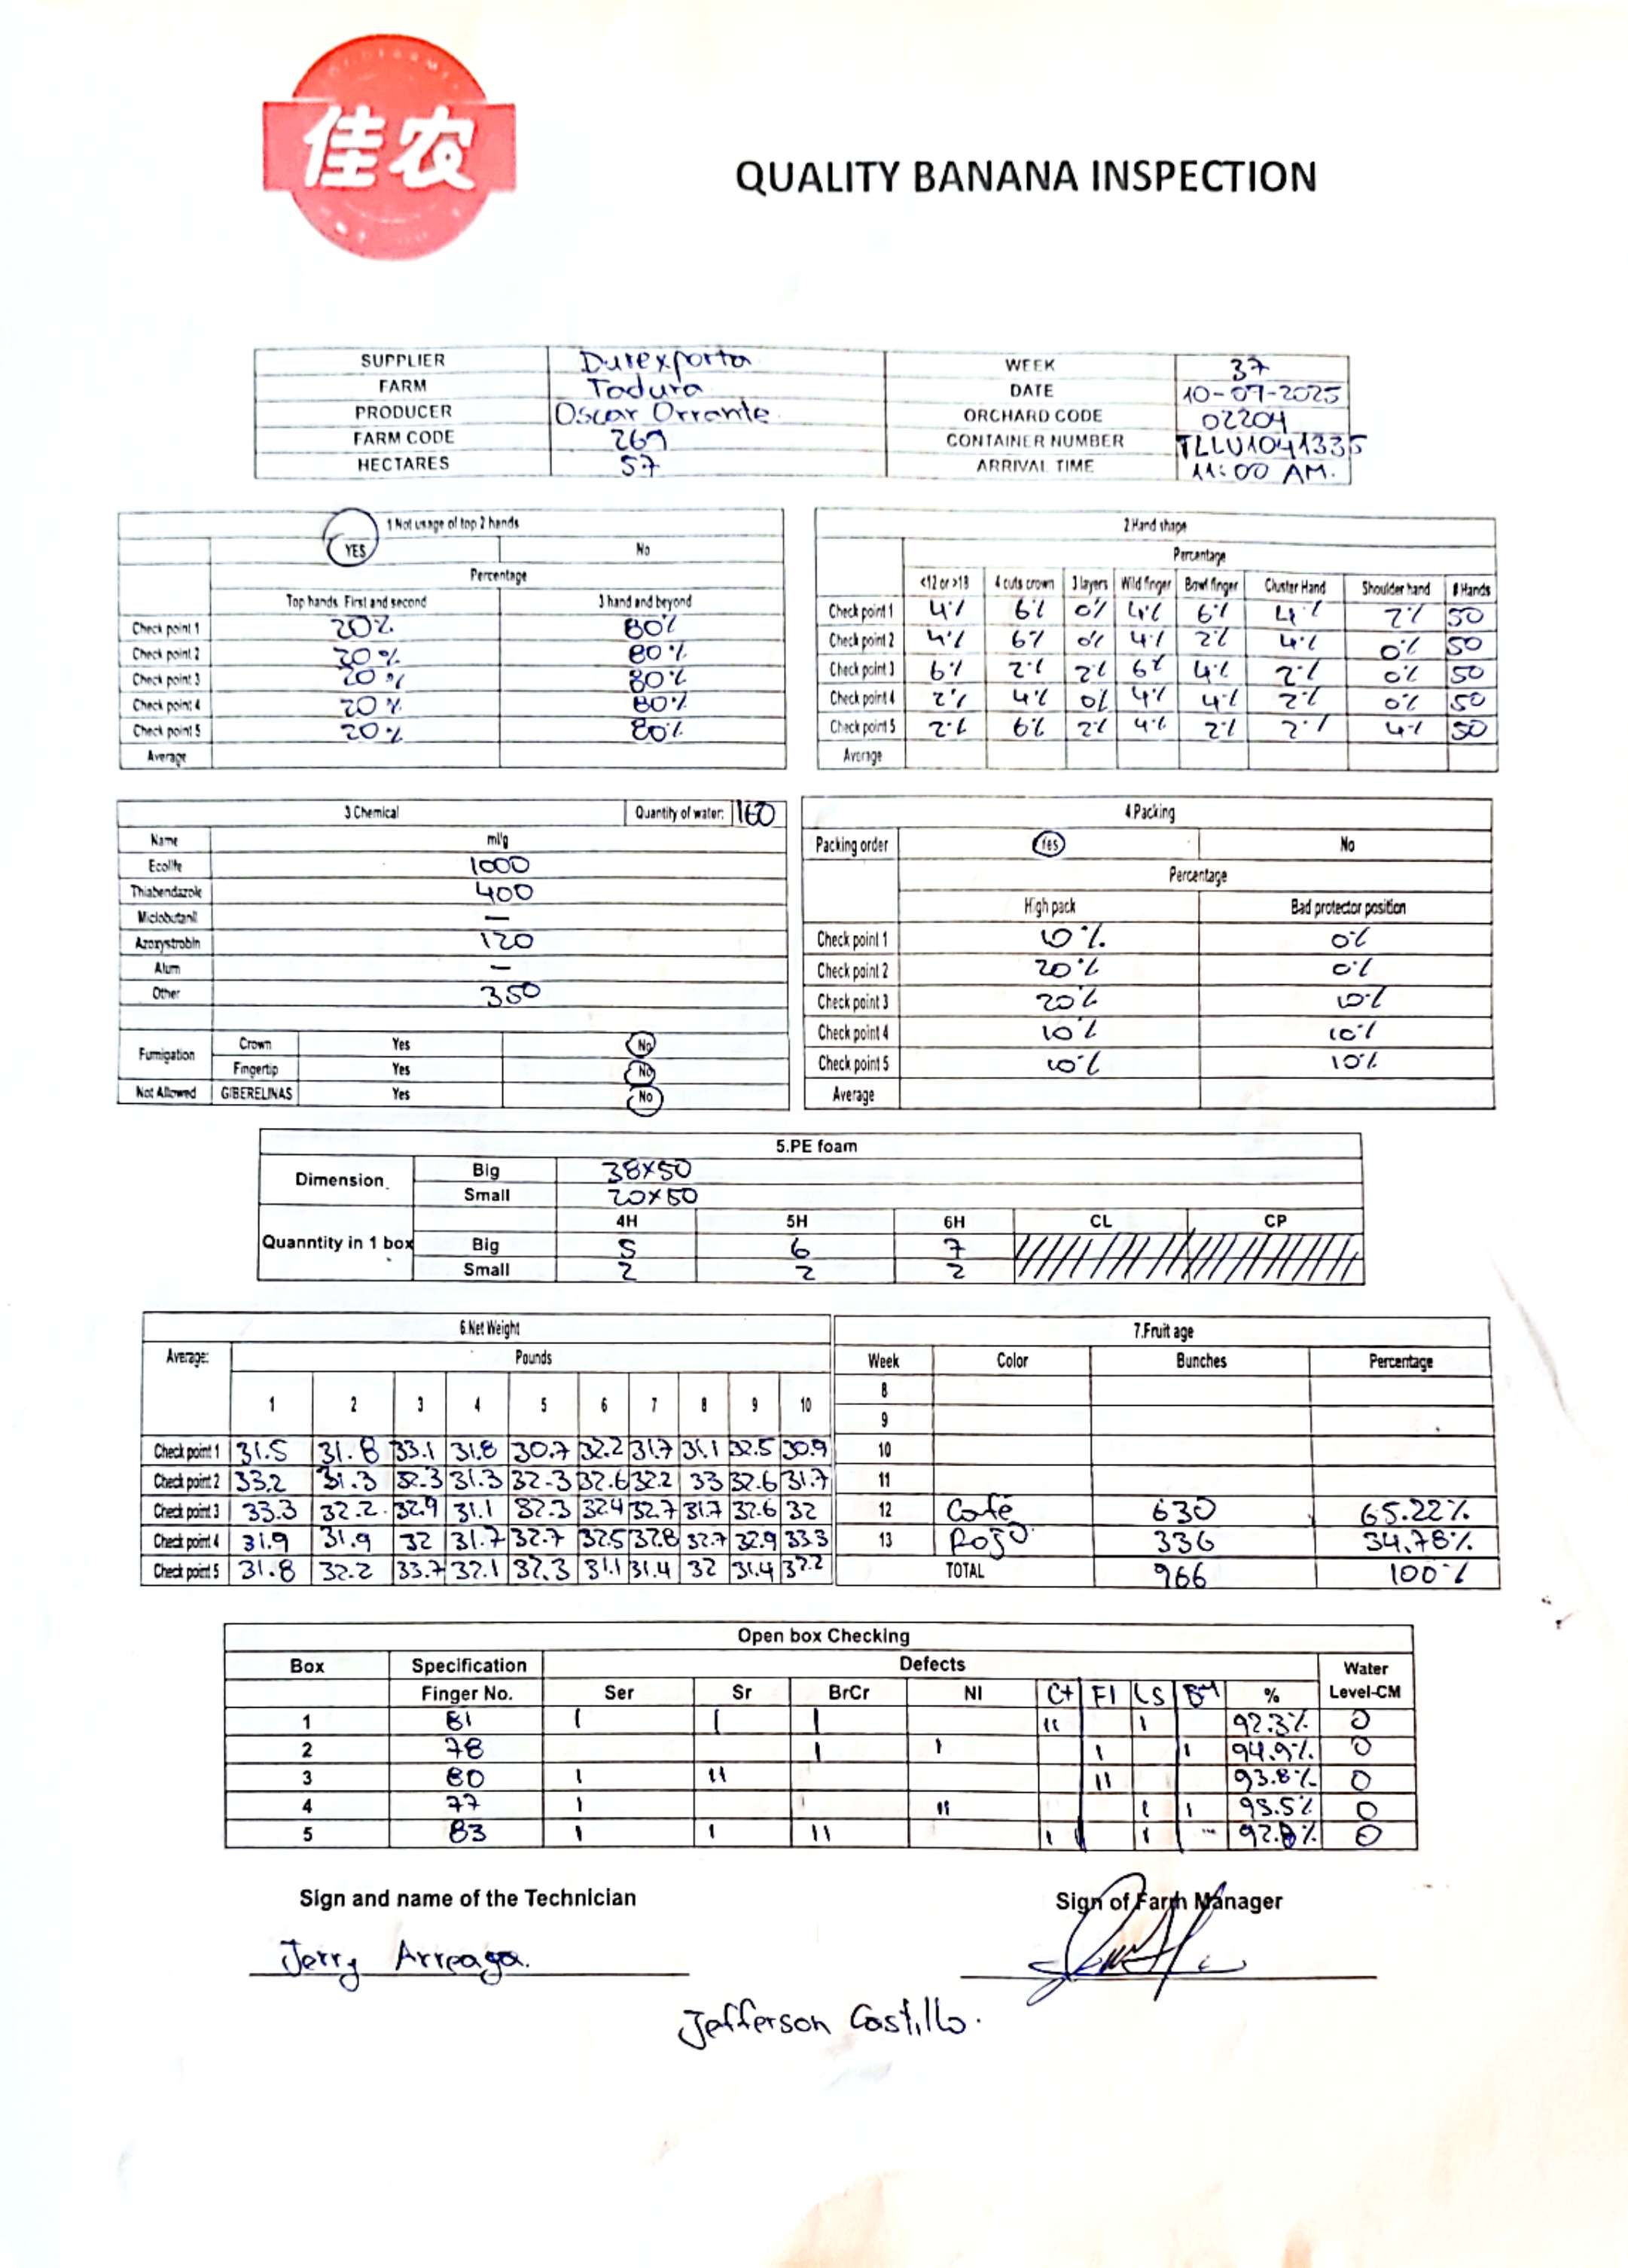 佳农
QUALITY BANANA INSPECTION
SUPPLIER Durexporta WEEK 37
FARM Tadura DATE 10-09-2025
PRODUCER Oscar Orrante ORCHARD CODE 02204
FARM CODE 269 CONTAINER NUMBER TLLU1041335
HECTARES 57 ARRIVAL TIME 11:00 AM.
1 Not usage of top 2 hands
YES No
Percentage
Top hands. First and second 3 hand and beyond
Check point 1 20% 80%
Check point 2 20% 80%
Check point 3 20% 80%
Check point 4 20% 80%
Check point 5 20% 80%
Average
2.Hand shape
Percentage
<12 or >18 4 cuts crown 3 layers Wild finger Bowl finger Cluster Hand Shoulder hand # Hands
Check point 1 4% 6% 0% 4% 6% 4% 2% 50
Check point 2 4% 6% 0% 4% 2% 4% 0% 50
Check point 3 6% 2% 2% 6% 4% 2% 0% 50
Check point 4 2% 4% 0% 4% 4% 2% 0% 50
Check point 5 2% 6% 2% 4% 2% 2% 4% 50
Average
3 Chemical Quantity of water: 160
Name ml/g
Ecolife 1000
Thiabendazole 400
Miclobutanil —
Azoxystrobin 120
Alum —
Other 350
Fumigation Crown Yes No
Fingertip Yes No
Not Allowed GIBERELINAS Yes No
4.Packing
Packing order Yes No
Percentage
High pack Bad protector position
Check point 1 10% 0%
Check point 2 20% 0%
Check point 3 20% 10%
Check point 4 10% 10%
Check point 5 10% 10%
Average
5.PE foam
Dimension Big 38x50
Small 20x50
4H 5H 6H CL CP
Quanntity in 1 box Big 5 6 7
Small 2 2 2
6.Net Weight
Average: Pounds
1 2 3 4 5 6 7 8 9 10
Check point 1 31.5 31.8 33.1 31.8 30.7 32.2 31.7 31.1 32.5 30.9
Check point 2 33.2 31.3 32.3 31.3 32.3 32.6 32.2 33 32.6 31.7
Check point 3 33.3 32.2 32.9 31.1 32.3 32.4 32.7 31.7 32.6 32
Check point 4 31.9 31.9 32 31.7 32.7 32.5 32.8 32.7 32.9 33.3
Check point 5 31.8 32.2 33.7 32.1 32.3 31.1 31.4 32 31.4 32.2
7.Fruit age
Week Color Bunches Percentage
8
9
10
11
12 Café 630 65.22%
13 Rojo 336 34.78%
TOTAL 966 100%
Open box Checking
Box Specification Defects Water
Finger No. Ser Sr BrCr NI C+ FI LS BM % Level-CM
1 81 I I I II I 92.3% 0
2 78 I I I I 94.9% 0
3 80 I II II 93.8% 0
4 77 I II I I 93.5% 0
5 83 I I II I I 92.8% 0
Sign and name of the Technician Sign of Farm Manager
Jerry Arreaga.
Jefferson Castillo.